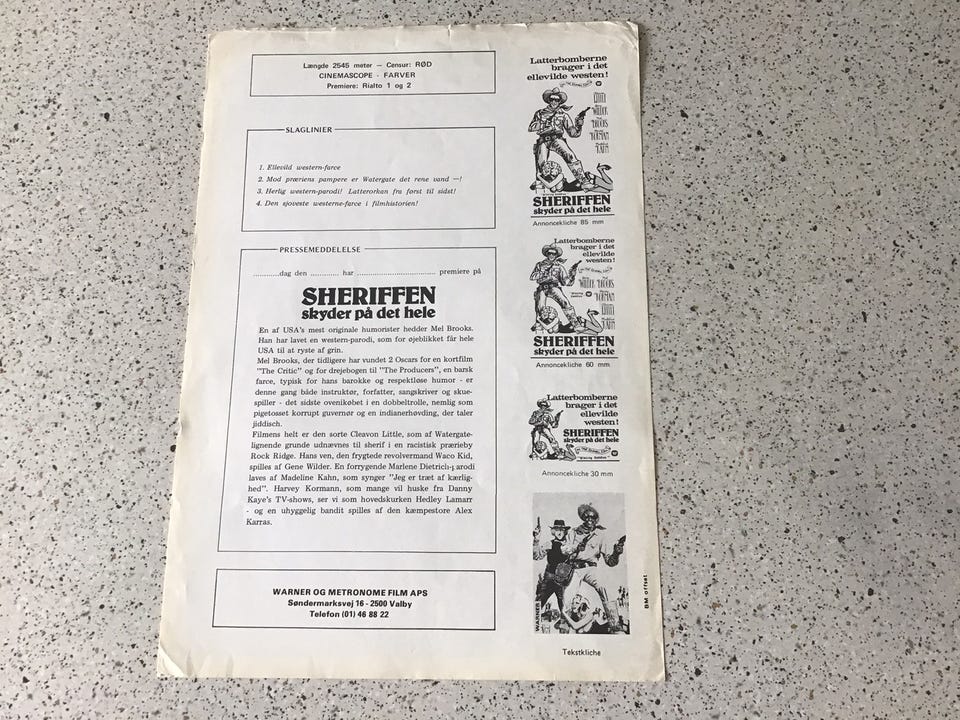 Længde 2545 meter — Censur: RØD
CINEMASCOPE - FARVER
Premiere: Rialto 1 og 2
SLAGLINIER
1. Ellevild western-farce
2. Mod præriens pampere er Watergate det rene vand —!
3. Herlig western-parodi! Latterorkan fra først til sidst!
4. Den sjoveste westerne-farce i filmhistorien!
PRESSEMEDDELELSE
...........dag den .......... har ............................ premiere på
SHERIFFEN
skyder på det hele
En af USA's mest originale humorister hedder Mel Brooks.
Han har lavet en western-parodi, som for øjeblikket får hele
USA til at ryste af grin.
Mel Brooks, der tidligere har vundet 2 Oscars for en kortfilm
"The Critic" og for drejebogen til "The Producers", en barsk
farce, typisk for hans barokke og respektløse humor - er
denne gang både instruktør, forfatter, sangskriver og skue-
spiller - det sidste ovenikøbet i en dobbeltrolle, nemlig som
pigetosset korrupt guvernør og en indianerhøvding, der taler
jiddisch.
Filmens helt er den sorte Cleavon Little, som af Watergate-
lignende grunde udnævnes til sherif i en racistisk prærieby
Rock Ridge. Hans ven, den frygtede revolvermand Waco Kid,
spilles af Gene Wilder. En forrygende Marlene Dietrich-parodi
laves af Madeline Kahn, som synger "Jeg er træt af kærlig-
hed". Harvey Kormann, som mange vil huske fra Danny
Kaye's TV-shows, ser vi som hovedskurken Hedley Lamarr
- og en uhyggelig bandit spilles af den kæmpestore Alex
Karras.
WARNER OG METRONOME FILM APS
Søndermarksvej 16 - 2500 Valby
Telefon (01) 46 88 22
Latterbomberne
brager i det
ellevilde westen!
SHERIFFEN
skyder på det hele
Annoncekliche 85 mm
Latterbomberne
brager i det
ellevilde
westen!
SHERIFFEN
skyder på det hele
Annoncekliche 60 mm
Latterbomberne
brager i det
ellevilde
westen!
SHERIFFEN
skyder på det hele
Annoncekliche 30 mm
WARNER
BM offset
Tekstkliche